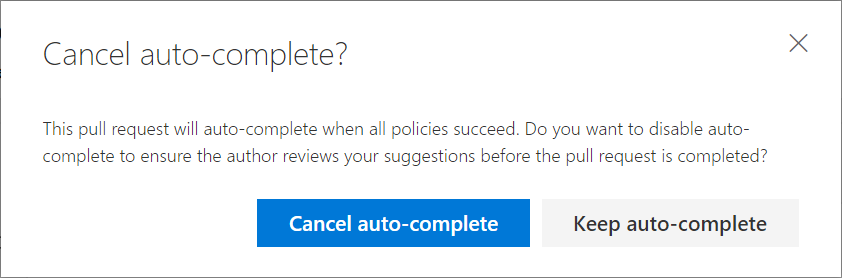 Cancel auto-complete?
This pull request will auto-complete when all policies succeed. Do you want to disable auto-
complete to ensure the author reviews your suggestions before the pull request is completed?
Cancel auto-complete Keep auto-complete